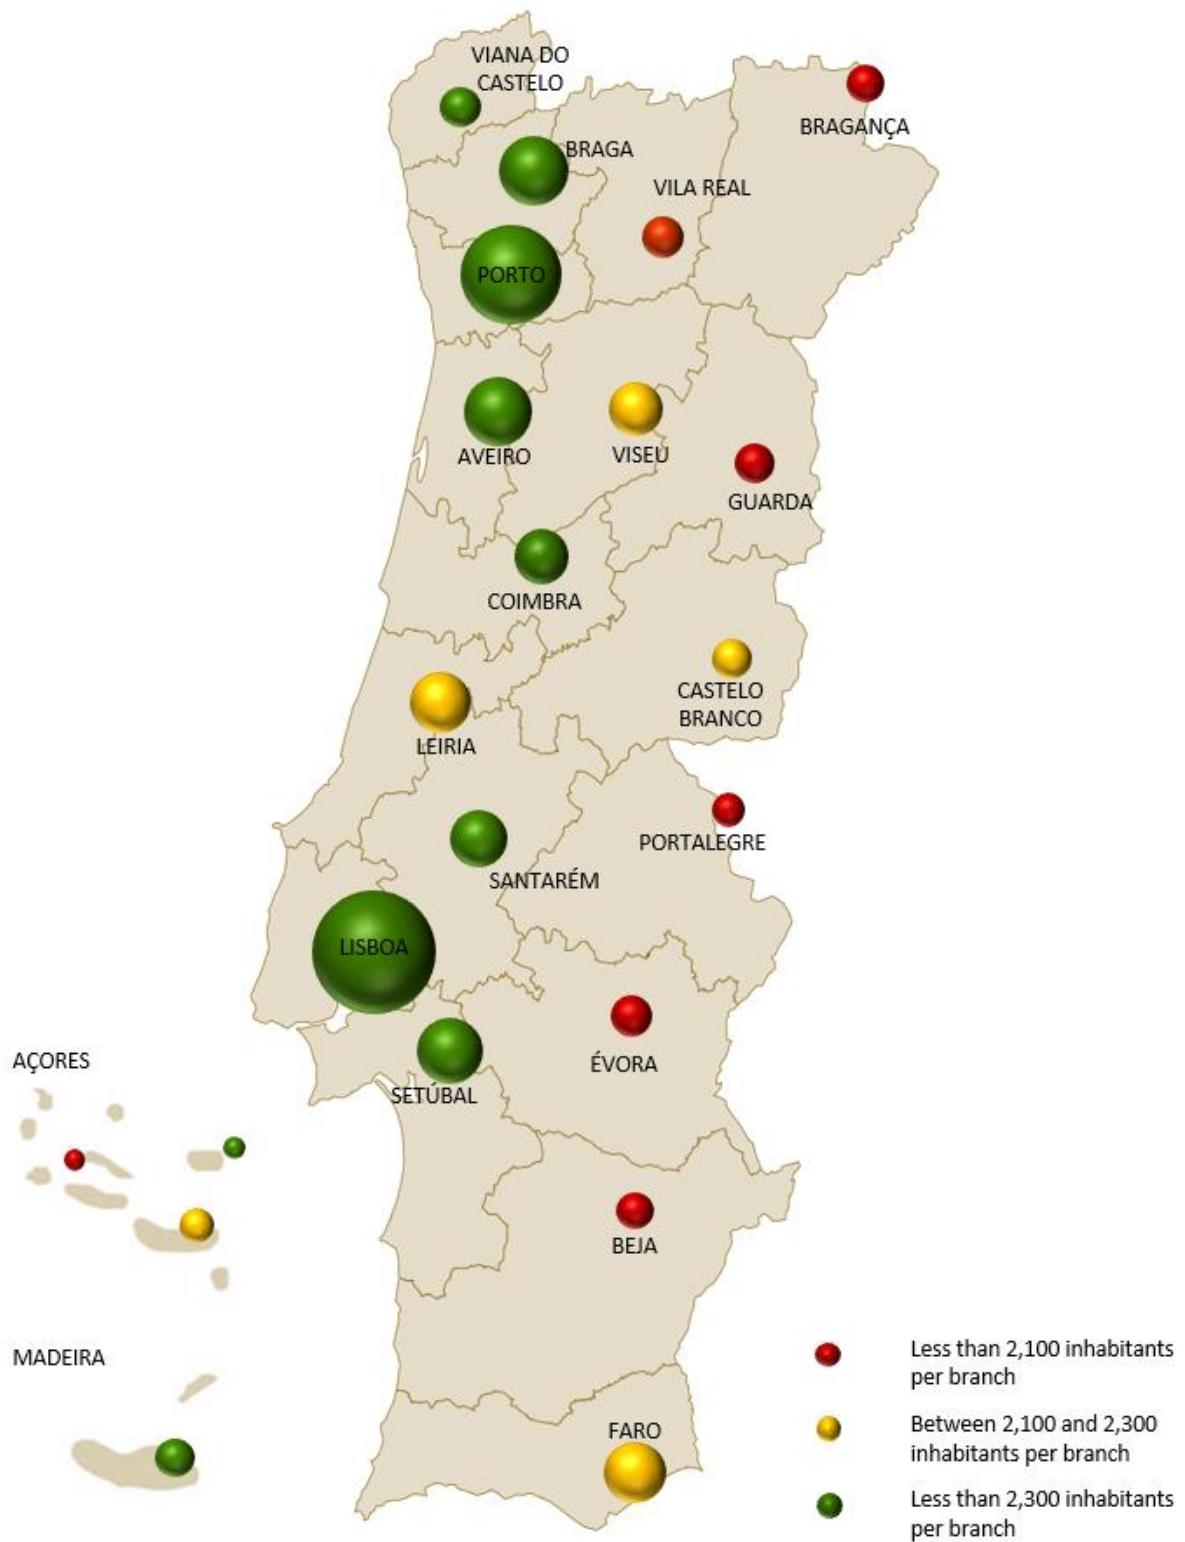 VIANA DO
CASTELO
BRAGANÇA
BRAGA
VILA REAL
PORTO
AVEIRO
VISEU
GUARDA
COIMBRA
CASTELO
BRANCO
LEIRIA
PORTALEGRE
SANTARÉM
LISBOA
ÉVORA
AÇORES
SETÚBAL
BEJA
MADEIRA
FARO
Less than 2,100 inhabitants
per branch
Between 2,100 and 2,300
inhabitants per branch
Less than 2,300 inhabitants
per branch